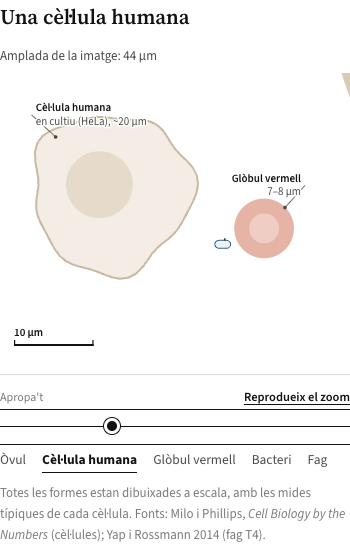 Una cèl·lula humana
Amplada de la imatge: 44 µm
Cèl·lula humana
en cultiu (HeLa), ~20 µm
Glòbul vermell
7–8 µm
10 µm
Apropa't
Reprodueix el zoom
Òvul
Cèl·lula humana
Glòbul vermell
Bacteri
Fag
Totes les formes estan dibuixades a escala, amb les mides
típiques de cada cèl·lula. Fonts: Milo i Phillips, Cell Biology by the
Numbers (cèl·lules); Yap i Rossmann 2014 (fag T4).